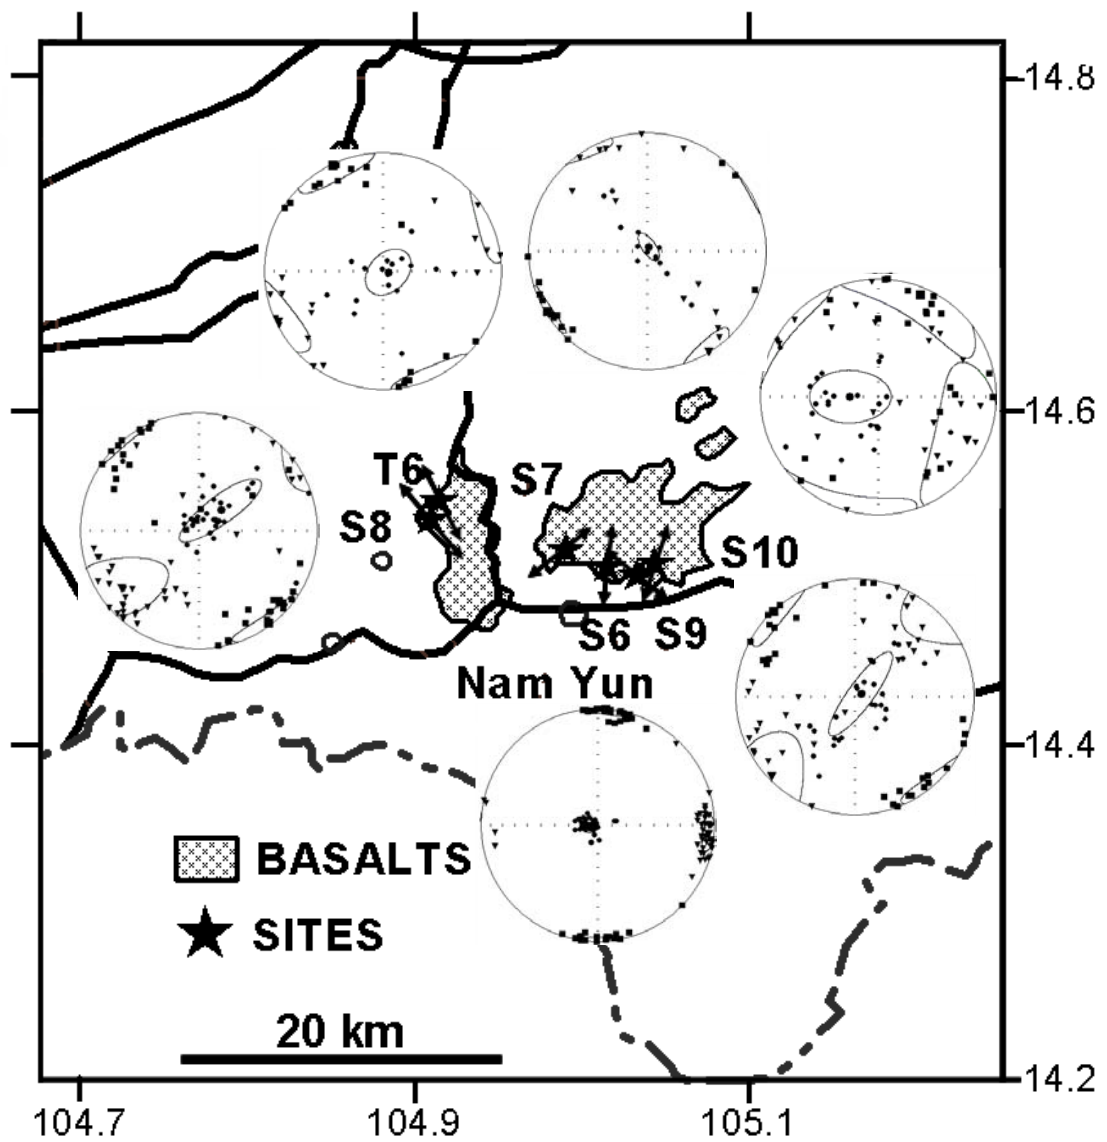 14.8
14.6
T6
S7
S8
S10
S6
S9
Nam Yun
14.4
BASALTS
SITES
20 km
14.2
104.7
104.9
105.1